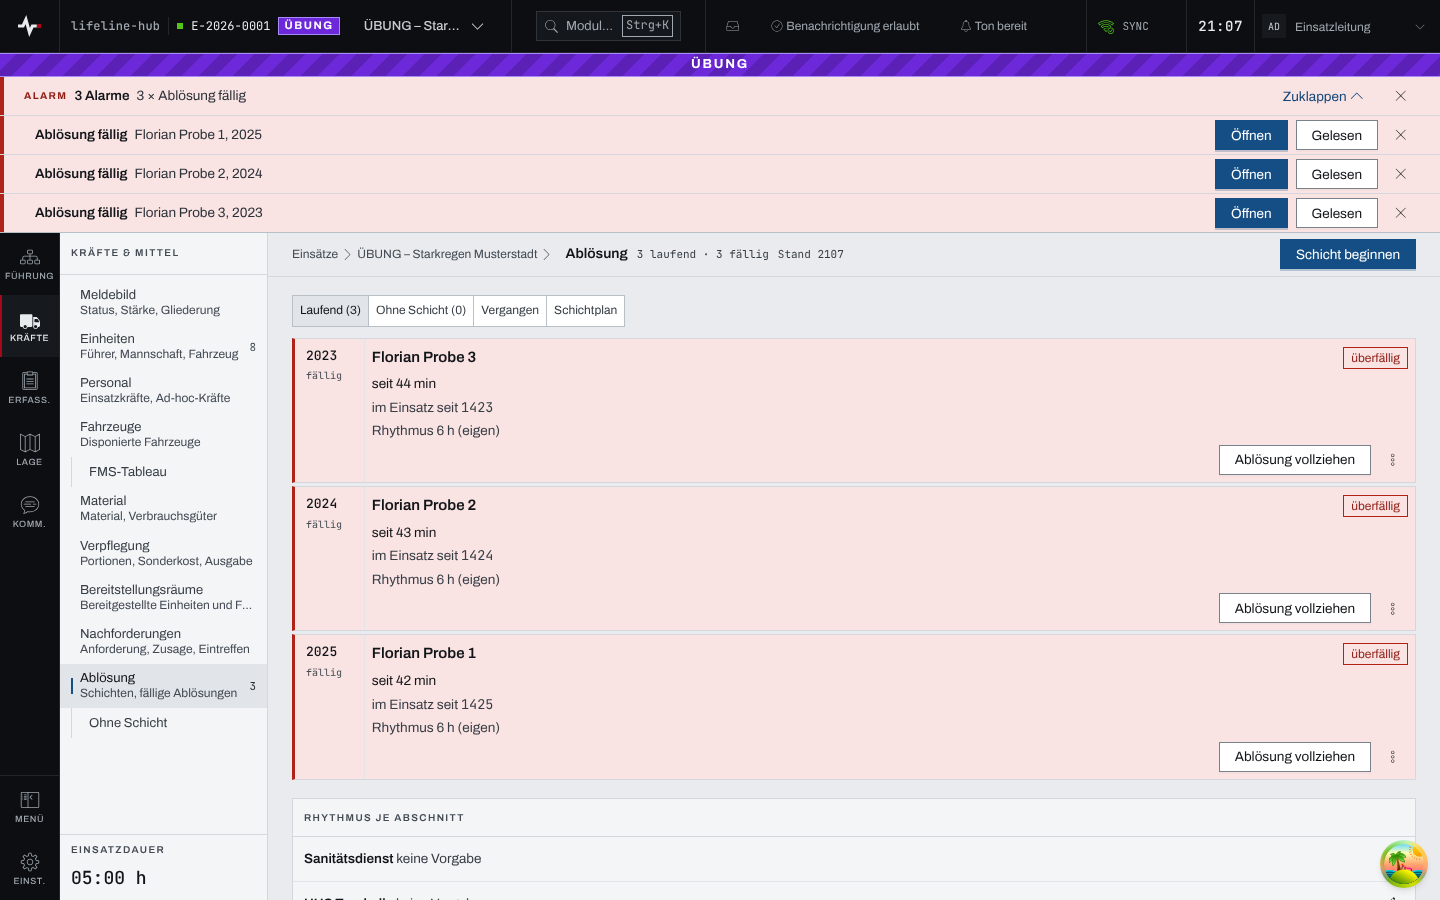 lifeline-hub E-2026-0001 ÜBUNG ÜBUNG – Star... Modul... Strg+K Benachrichtigung erlaubt Ton bereit SYNC 21:07 AD Einsatzleitung
ÜBUNG
ALARM 3 Alarme 3 × Ablösung fällig Zuklappen
Ablösung fällig Florian Probe 1, 2025 Öffnen Gelesen
Ablösung fällig Florian Probe 2, 2024 Öffnen Gelesen
Ablösung fällig Florian Probe 3, 2023 Öffnen Gelesen
FÜHRUNG
KRÄFTE
ERFASS.
LAGE
KOMM.
MENÜ
EINST.
KRÄFTE & MITTEL
Meldebild
Status, Stärke, Gliederung
Einheiten
Führer, Mannschaft, Fahrzeug 8
Personal
Einsatzkräfte, Ad-hoc-Kräfte
Fahrzeuge
Disponierte Fahrzeuge
FMS-Tableau
Material
Material, Verbrauchsgüter
Verpflegung
Portionen, Sonderkost, Ausgabe
Bereitstellungsräume
Bereitgestellte Einheiten und F...
Nachforderungen
Anforderung, Zusage, Eintreffen
Ablösung
Schichten, fällige Ablösungen 3
Ohne Schicht
EINSATZDAUER
05:00 h
Einsätze ÜBUNG – Starkregen Musterstadt Ablösung 3 laufend · 3 fällig Stand 2107 Schicht beginnen
Laufend (3) Ohne Schicht (0) Vergangen Schichtplan
2023 Florian Probe 3 überfällig
fällig
seit 44 min
im Einsatz seit 1423
Rhythmus 6 h (eigen)
Ablösung vollziehen
2024 Florian Probe 2 überfällig
fällig
seit 43 min
im Einsatz seit 1424
Rhythmus 6 h (eigen)
Ablösung vollziehen
2025 Florian Probe 1 überfällig
fällig
seit 42 min
im Einsatz seit 1425
Rhythmus 6 h (eigen)
Ablösung vollziehen
RHYTHMUS JE ABSCHNITT
Sanitätsdienst keine Vorgabe